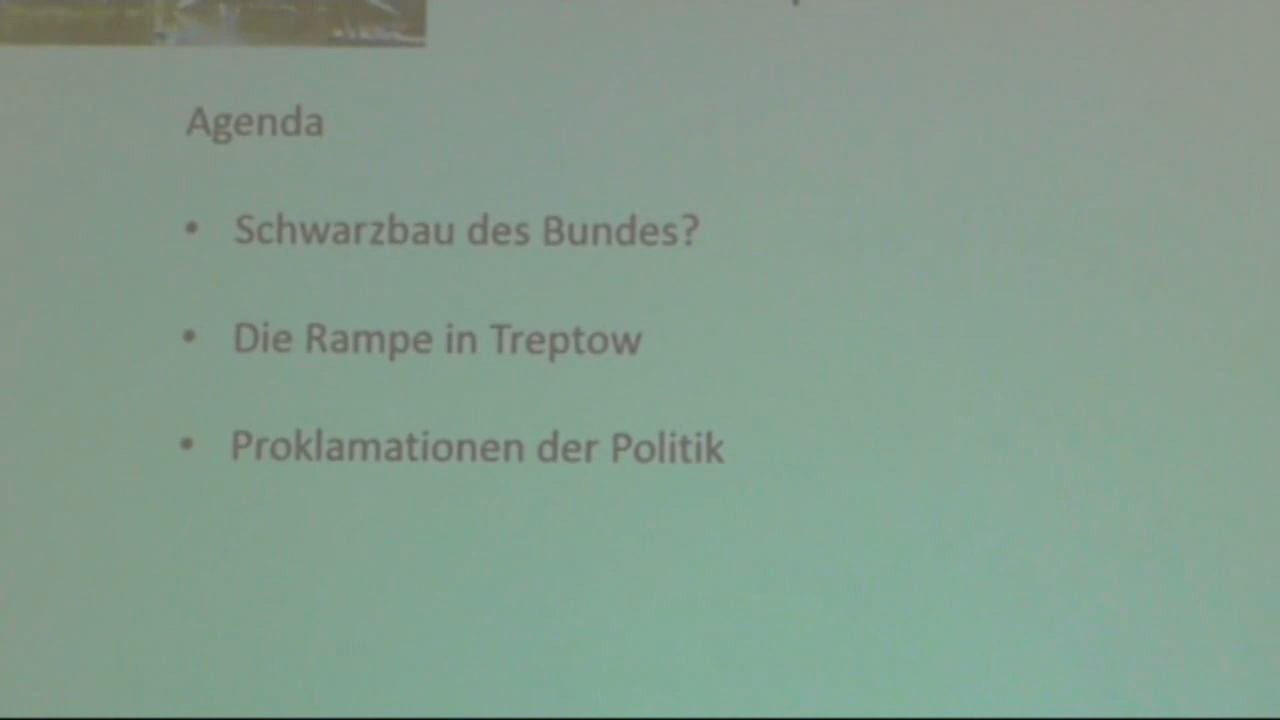 Agenda
• Schwarzbau des Bundes?
• Die Rampe in Treptow
• Proklamationen der Politik